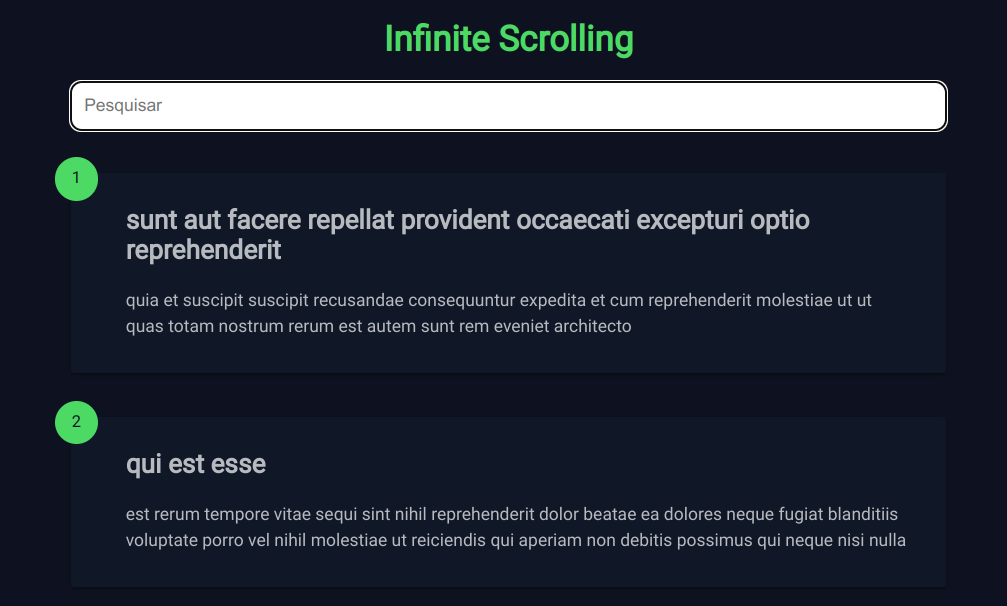 Infinite Scrolling
Pesquisar
1
sunt aut facere repellat provident occaecati excepturi optio
reprehenderit
quia et suscipit suscipit recusandae consequuntur expedita et cum reprehenderit molestiae ut ut
quas totam nostrum rerum est autem sunt rem eveniet architecto
2
qui est esse
est rerum tempore vitae sequi sint nihil reprehenderit dolor beatae ea dolores neque fugiat blanditiis
voluptate porro vel nihil molestiae ut reiciendis qui aperiam non debitis possimus qui neque nisi nulla